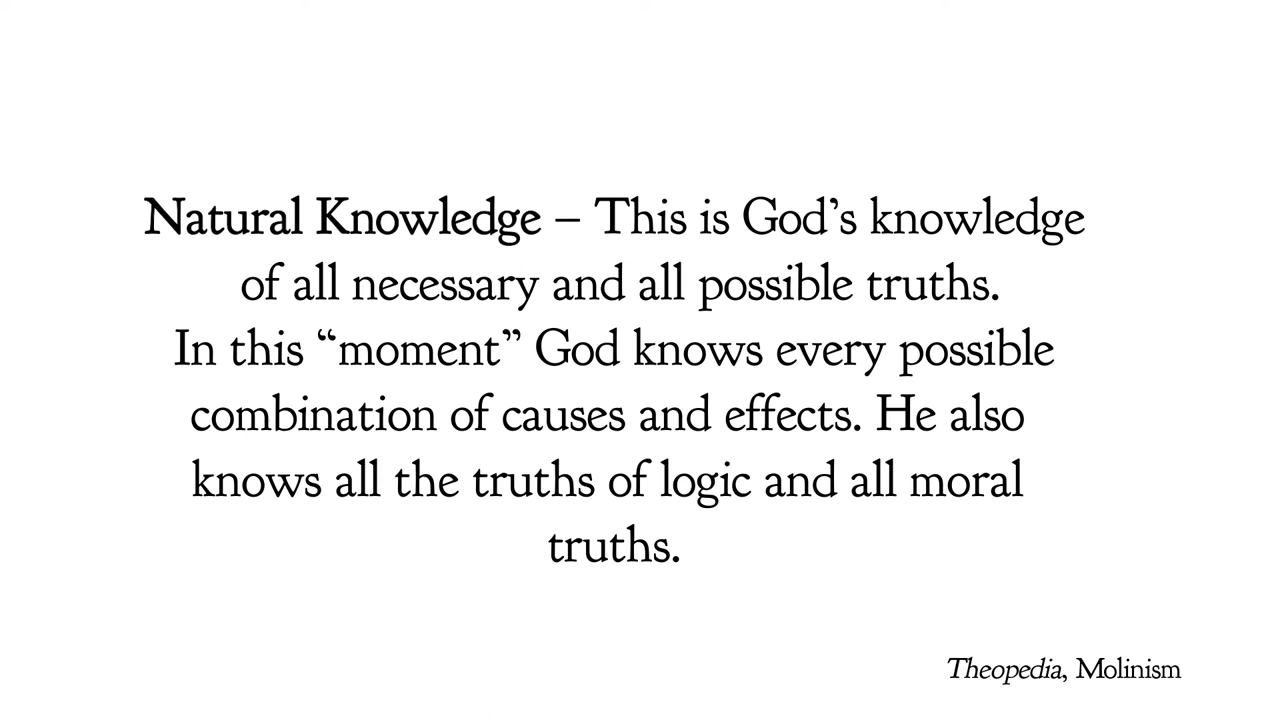 Natural Knowledge – This is God’s knowledge
of all necessary and all possible truths.
In this “moment” God knows every possible
combination of causes and effects. He also
knows all the truths of logic and all moral
truths.
Theopedia, Molinism